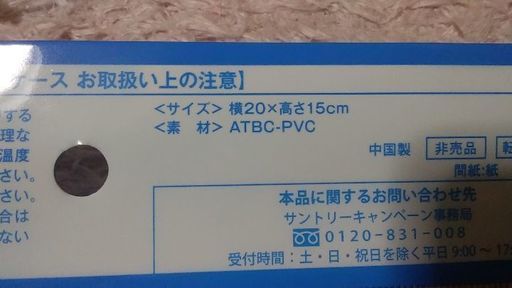 ース お取扱い上の注意】
する
理な
温度
さい。
さい。
合は
ない
<サイズ> 横20×高さ15cm
<素 材> ATBC-PVC
中国製 非売品 転
間紙:紙
本品に関するお問い合わせ先
サントリーキャンペーン事務局
0120-831-008
受付時間:土・日・祝日を除く平日 9:00～17: